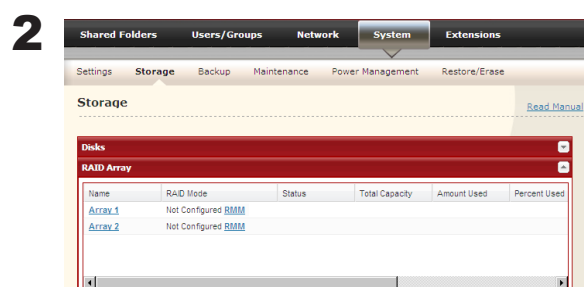 2
Shared Folders Users/Groups Network System Extensions
Settings Storage Backup Maintenance Power Management Restore/Erase
Storage
Read Manual
Disks
RAID Array
Name RAID Mode Status Total Capacity Amount Used Percent Used
Array 1 Not Configured RMM
Array 2 Not Configured RMM